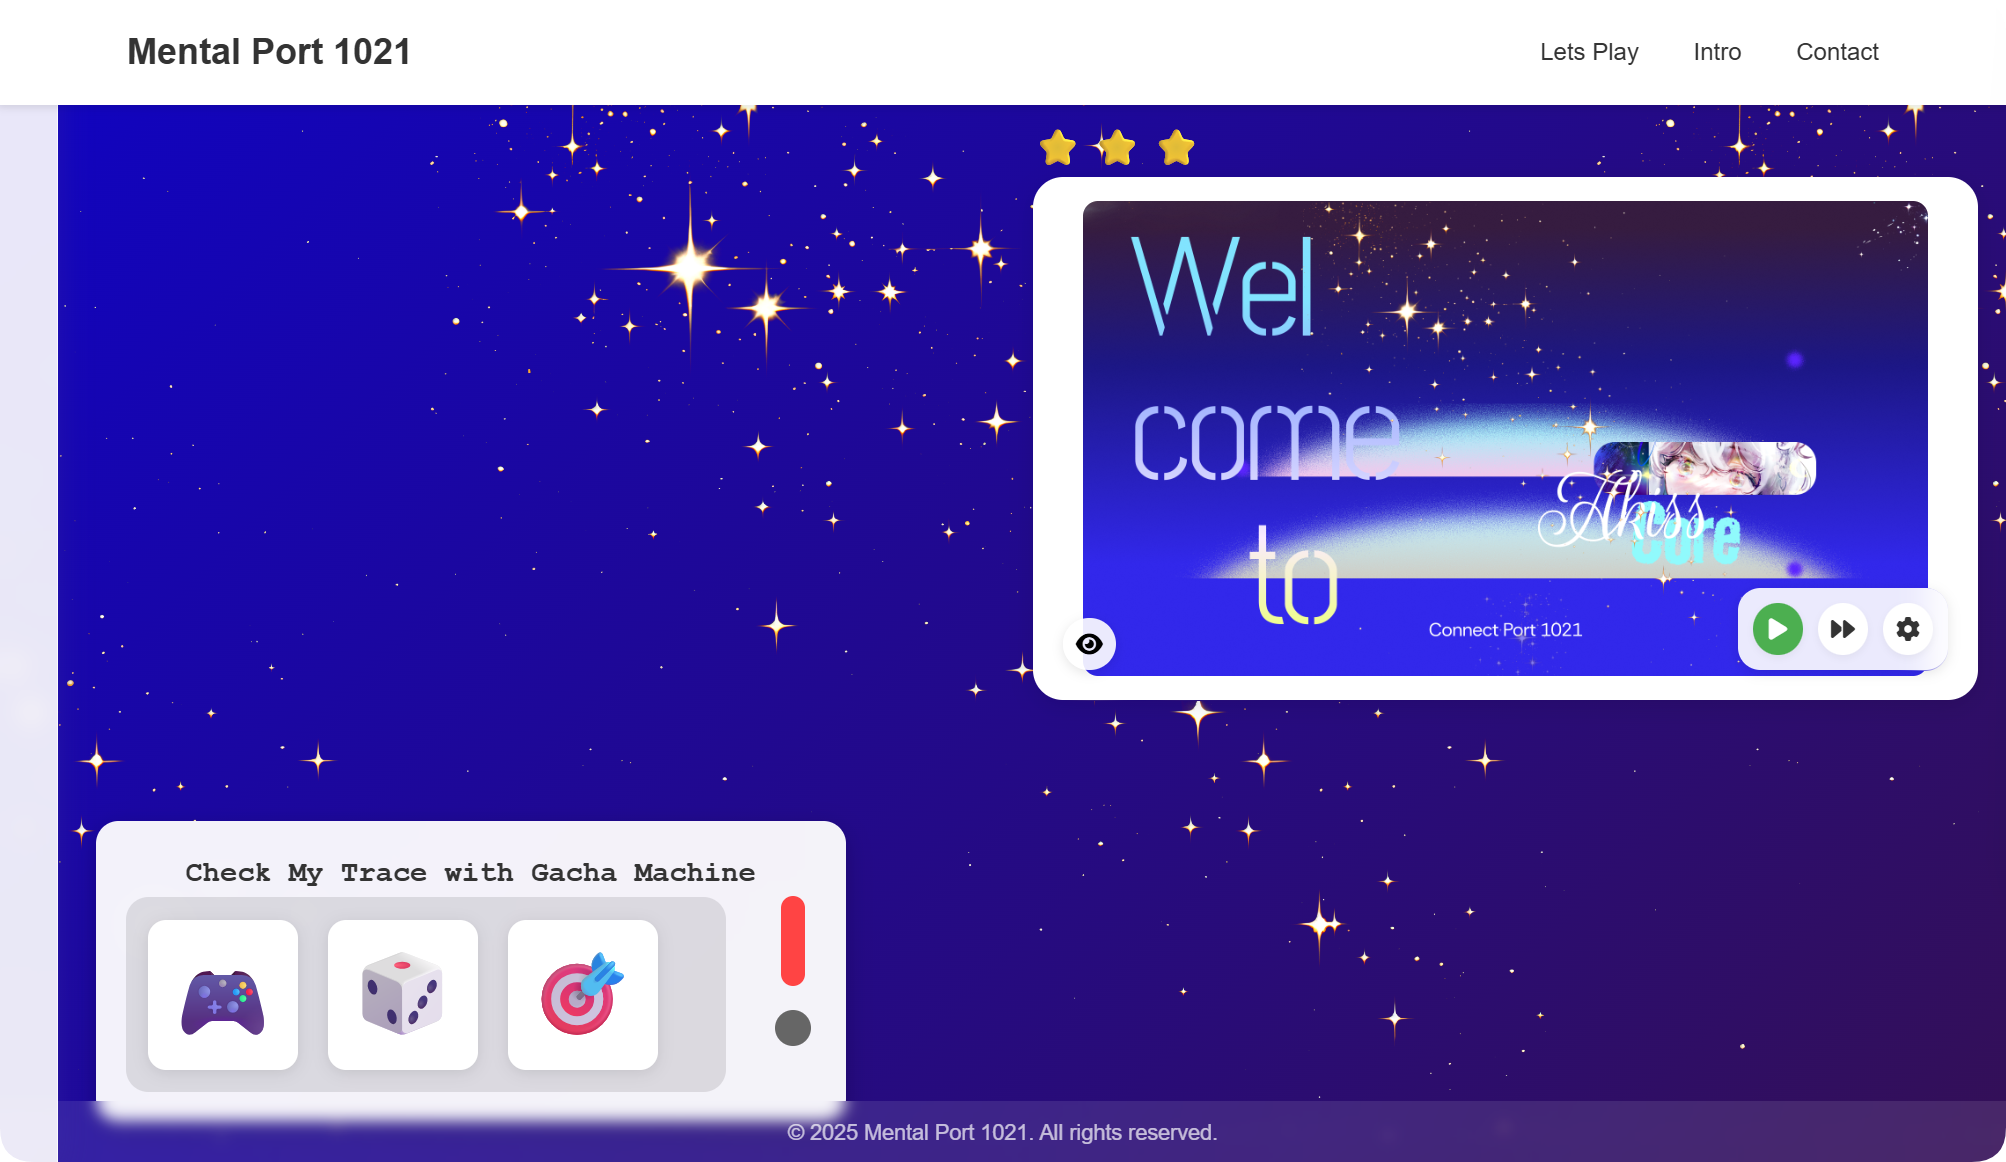 Mental Port 1021
Lets Play
Intro
Contact
Wel
come
to
Akiss
Core
Connect Port 1021
Check My Trace with Gacha Machine
© 2025 Mental Port 1021. All rights reserved.